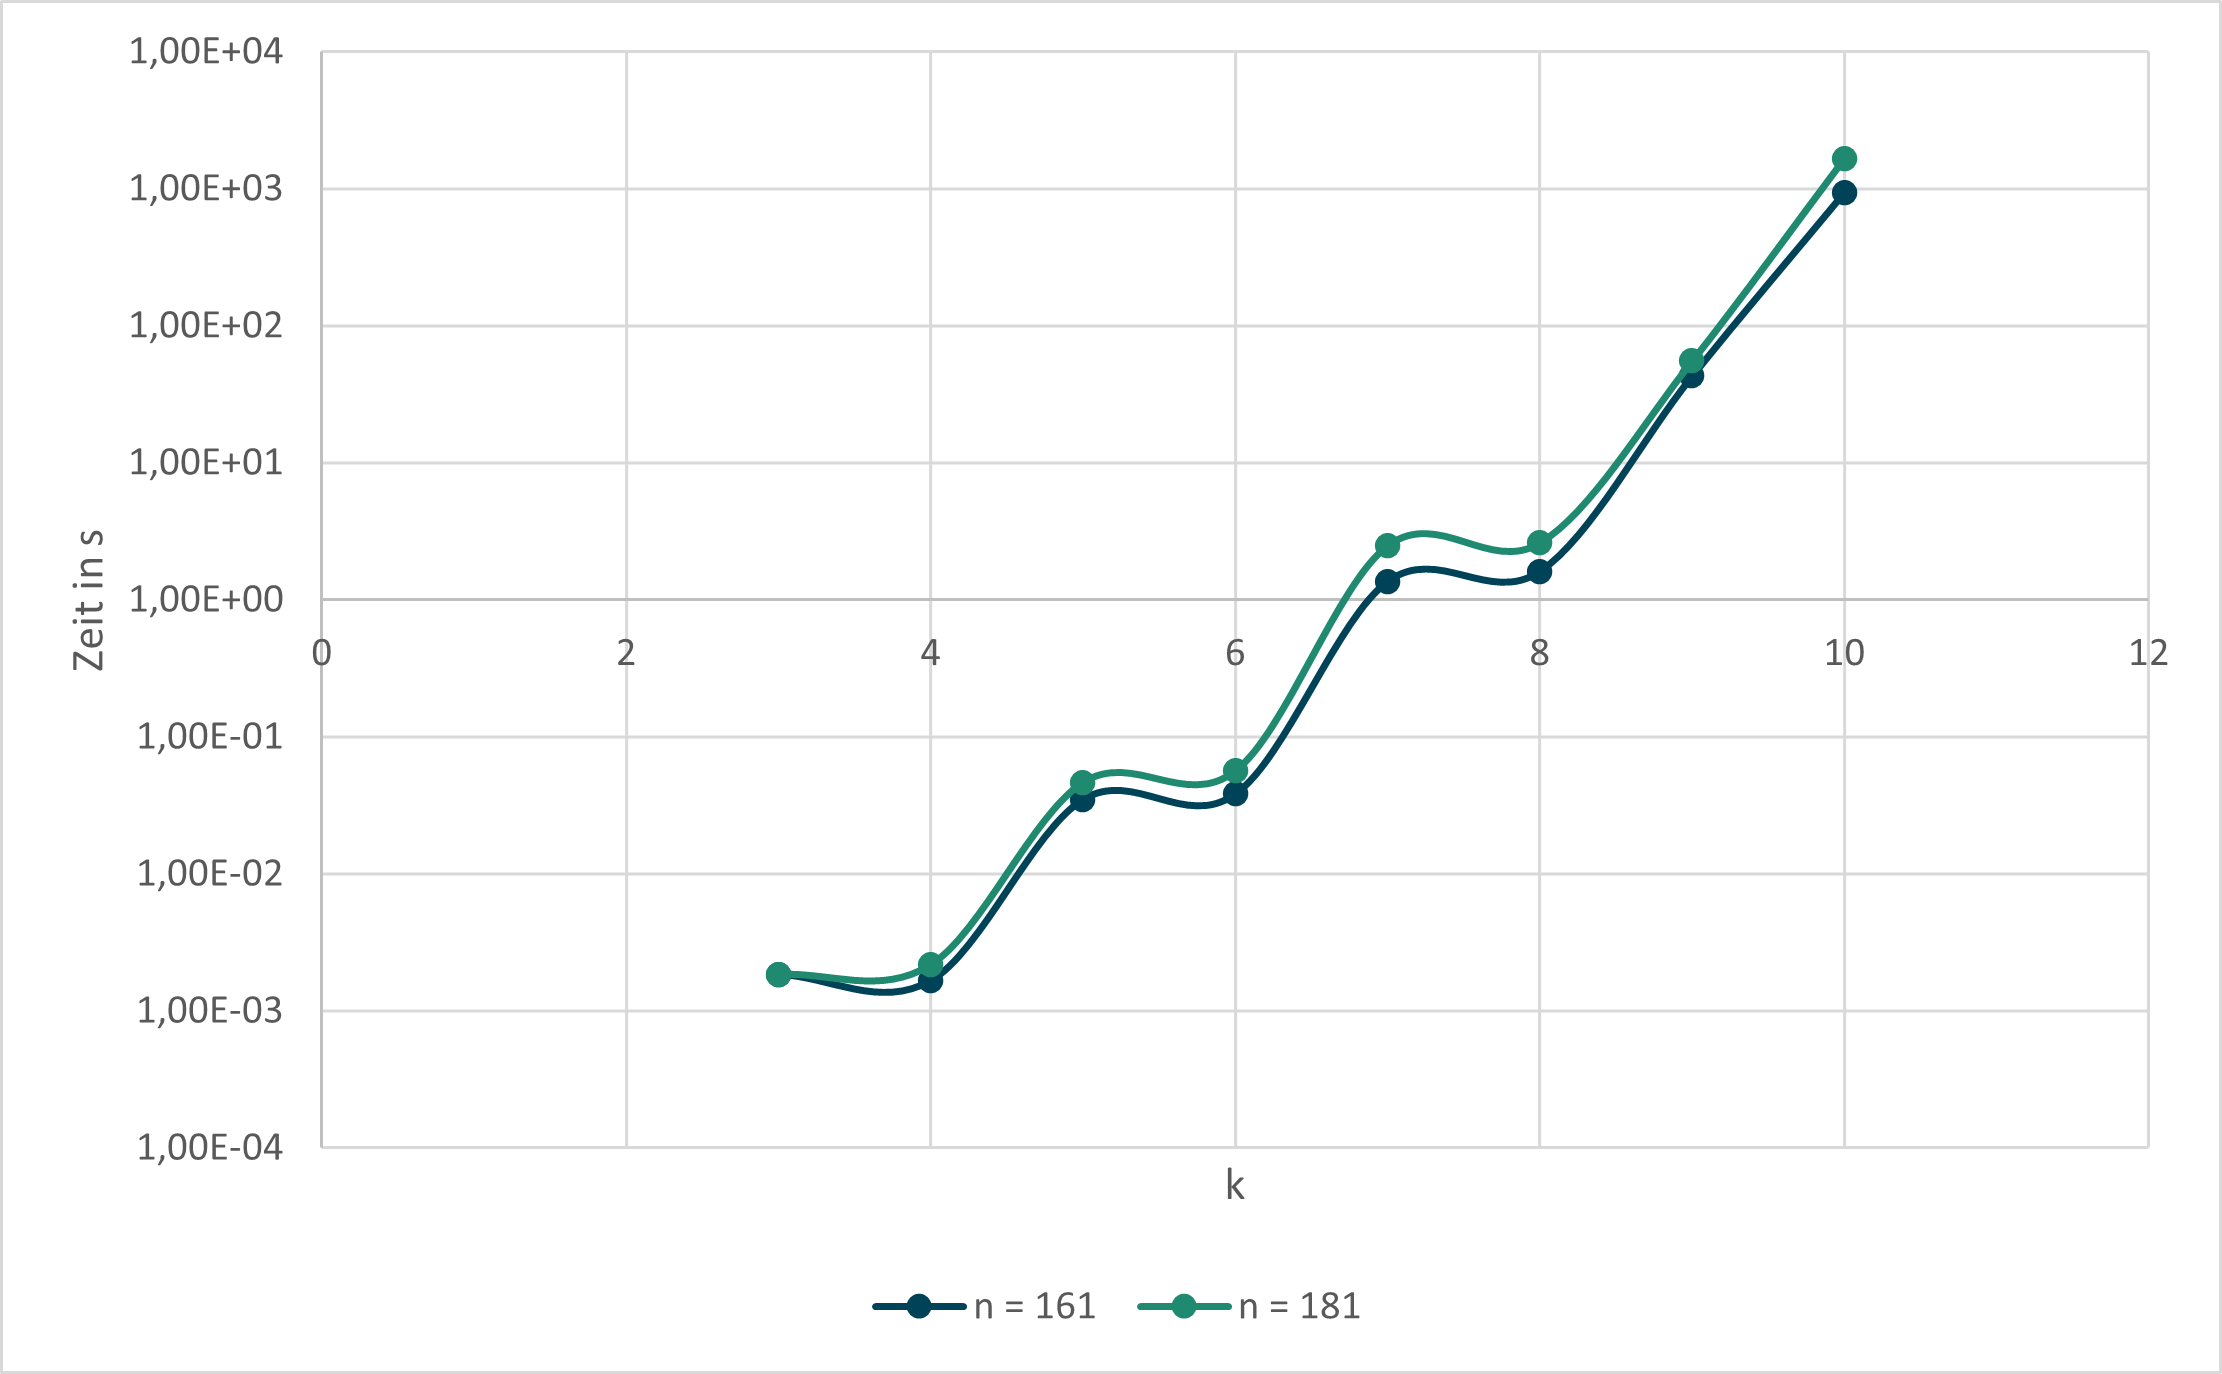 1,00E+04
1,00E+03
1,00E+02
1,00E+01
1,00E+00
1,00E-01
1,00E-02
1,00E-03
1,00E-04
Zeit in s
0 2 4 6 8 10 12
k
n = 161 n = 181